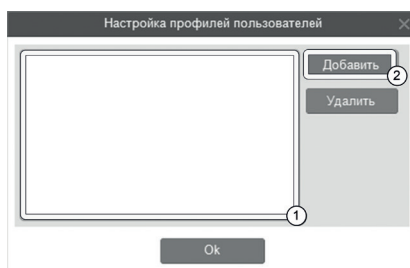 Настройка профилей пользователей
Добавить
2
Удалить
1
Ok